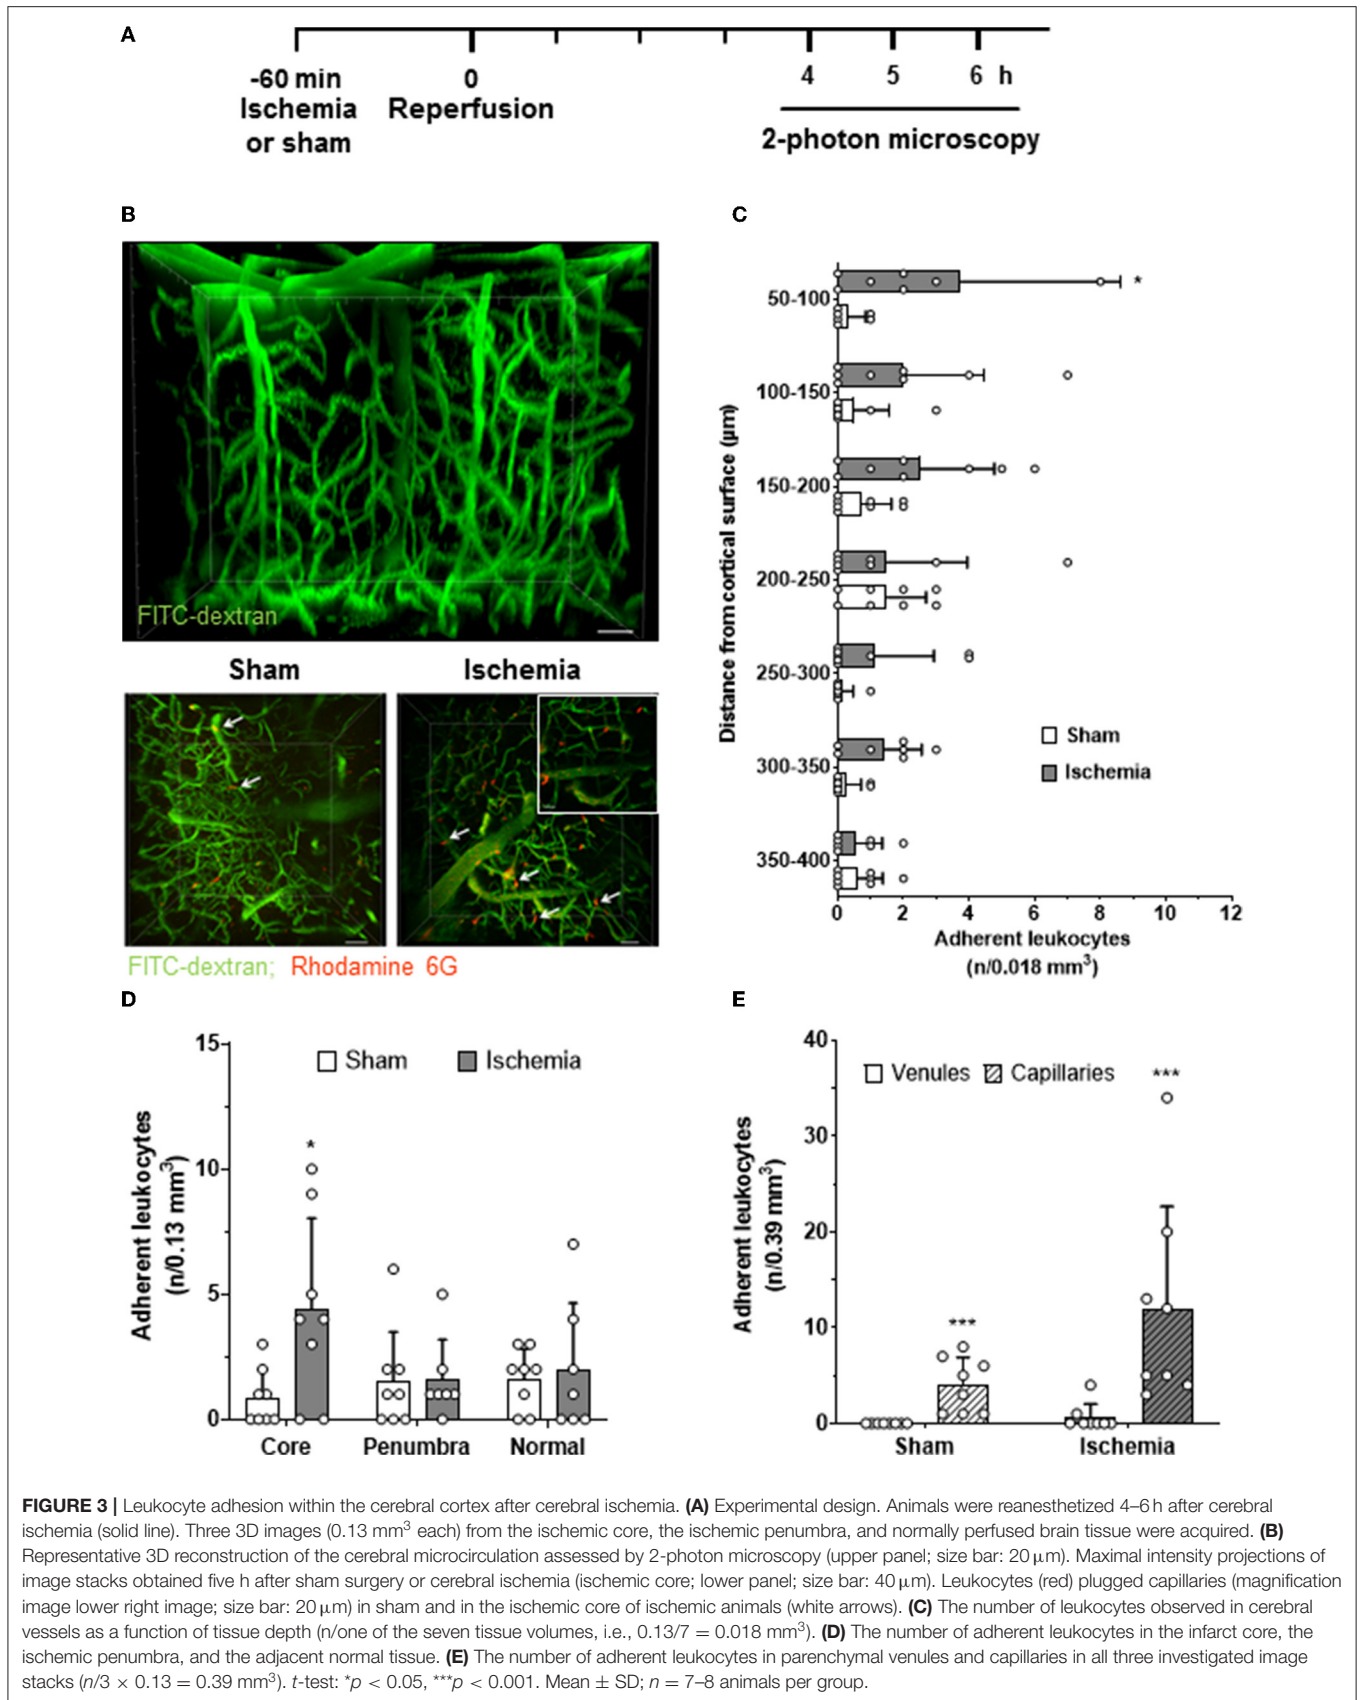 A
-60 min
Ischemia
or sham
0
Reperfusion
4
5
6 h
2-photon microscopy
B
FITC-dextran
Sham
Ischemia
FITC-dextran; Rhodamine 6G
C
Distance from cortical surface (µm)
50-100
100-150
150-200
200-250
250-300
300-350
350-400
*
Sham
Ischemia
0 2 4 6 8 10 12
Adherent leukocytes
(n/0.018 mm³)
D
Adherent leukocytes
(n/0.13 mm³)
15
10
5
0
Sham Ischemia
*
Core Penumbra Normal
E
Adherent leukocytes
(n/0.39 mm³)
40
30
20
10
0
Venules Capillaries
***
***
Sham Ischemia
FIGURE 3 | Leukocyte adhesion within the cerebral cortex after cerebral ischemia. (A) Experimental design. Animals were reanesthetized 4–6 h after cerebral
ischemia (solid line). Three 3D images (0.13 mm³ each) from the ischemic core, the ischemic penumbra, and normally perfused brain tissue were acquired. (B)
Representative 3D reconstruction of the cerebral microcirculation assessed by 2-photon microscopy (upper panel; size bar: 20 µm). Maximal intensity projections of
image stacks obtained five h after sham surgery or cerebral ischemia (ischemic core; lower panel; size bar: 40 µm). Leukocytes (red) plugged capillaries (magnification
image lower right image; size bar: 20 µm) in sham and in the ischemic core of ischemic animals (white arrows). (C) The number of leukocytes observed in cerebral
vessels as a function of tissue depth (n/one of the seven tissue volumes, i.e., 0.13/7 = 0.018 mm³). (D) The number of adherent leukocytes in the infarct core, the
ischemic penumbra, and the adjacent normal tissue. (E) The number of adherent leukocytes in parenchymal venules and capillaries in all three investigated image
stacks (n/3 × 0.13 = 0.39 mm³). t-test: *p < 0.05, ***p < 0.001. Mean ± SD; n = 7–8 animals per group.